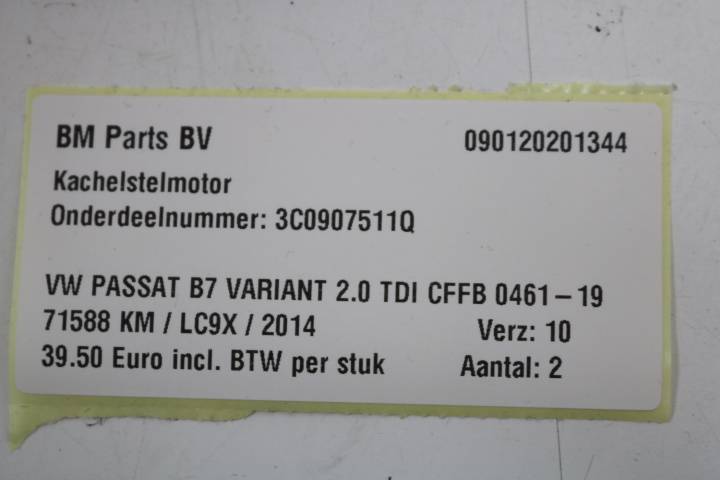 BM Parts BV 090120201344
Kachelstelmotor
Onderdeelnummer: 3C0907511Q
VW PASSAT B7 VARIANT 2.0 TDI CFFB 0461-19
71588 KM / LC9X / 2014 Verz: 10
39.50 Euro incl. BTW per stuk Aantal: 2